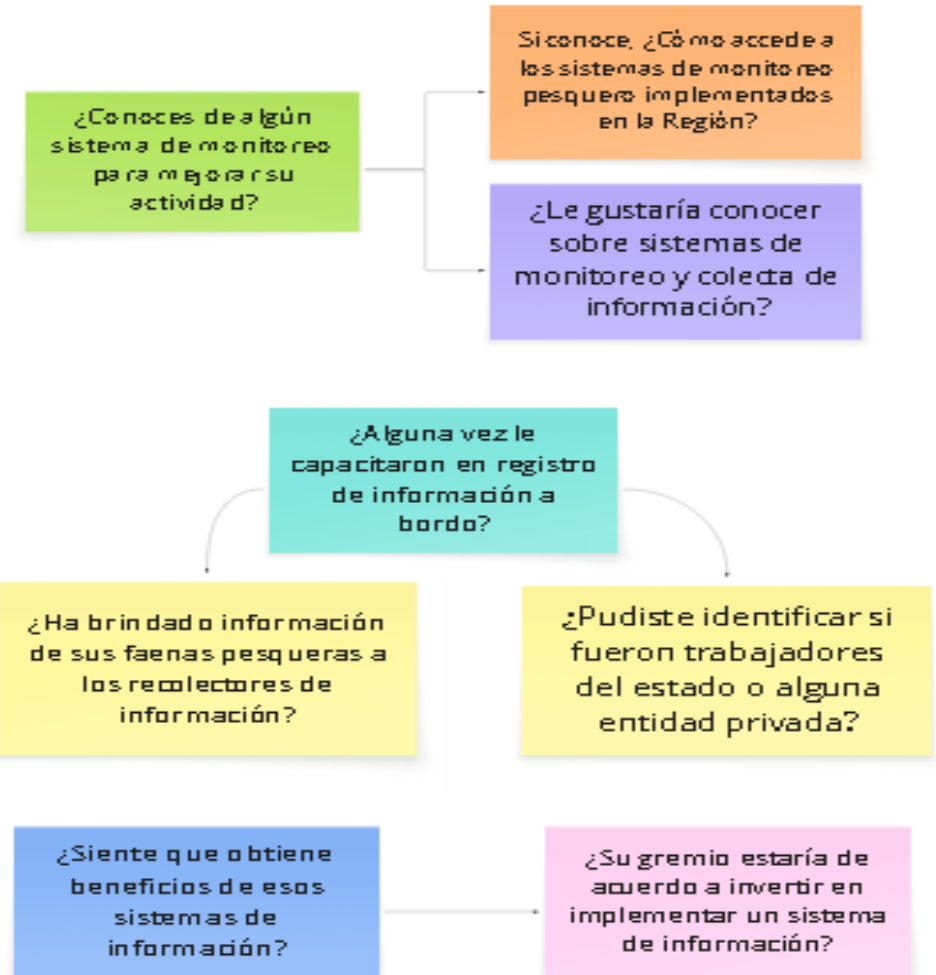 ¿Conoces de algún
sistema de monitoreo
para mejorar su
actividad?
Si conoce, ¿Cómo accede a
los sistemas de monitoreo
pesquero implementados
en la Región?
¿Le gustaría conocer
sobre sistemas de
monitoreo y colecta de
información?
¿Alguna vez le
capacitaron en registro
de información a
bordo?
¿Ha brindado información
de sus faenas pesqueras a
los recolectores de
información?
¿Pudiste identificar si
fueron trabajadores
del estado o alguna
entidad privada?
¿Siente que obtiene
beneficios de esos
sistemas de
información?
¿Su gremio estaría de
acuerdo a invertir en
implementar un sistema
de información?